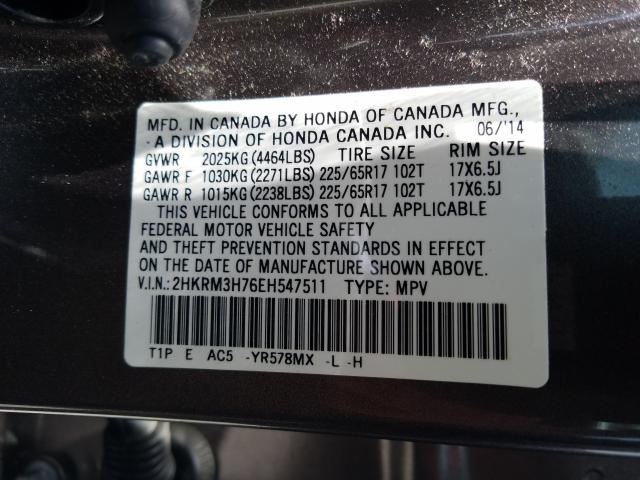 MFD. IN CANADA BY HONDA OF CANADA MFG.,
A DIVISION OF HONDA CANADA INC. 06/'14
GVWR 2025KG(4464LBS) TIRE SIZE RIM SIZE
GAWR F 1030KG(2271LBS) 225/65R17 102T 17X6.5J
GAWR R 1015KG(2238LBS) 225/65R17 102T 17X6.5J
THIS VEHICLE CONFORMS TO ALL APPLICABLE
FEDERAL MOTOR VEHICLE SAFETY
AND THEFT PREVENTION STANDARDS IN EFFECT
ON THE DATE OF MANUFACTURE SHOWN ABOVE.
V.I.N.: 2HKRM3H76EH547511 TYPE: MPV
T1P E AC5 -YR578MX -L -H